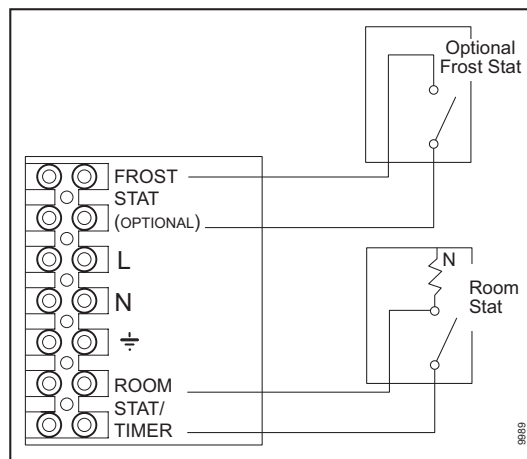 Optional
Frost Stat
FROST
STAT
(OPTIONAL)
L
N
ROOM
STAT/
TIMER
N
Room
Stat
9989